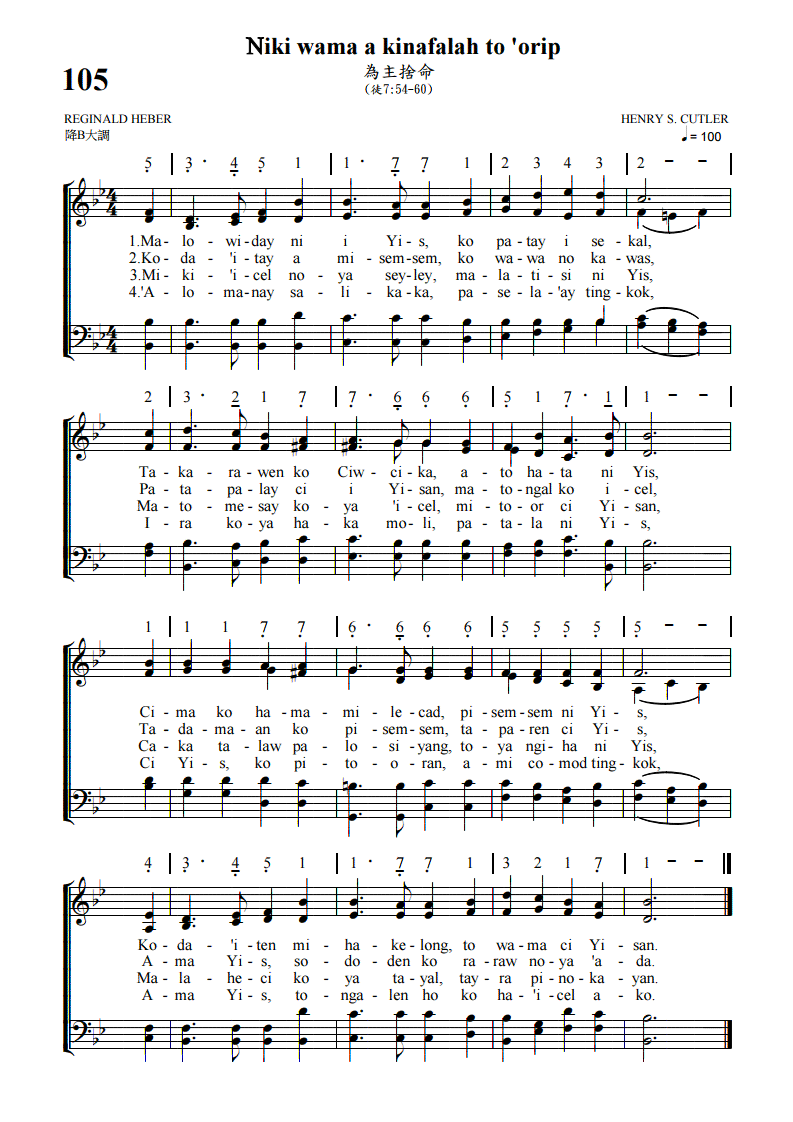 Niki wama a kinafalah to 'orip
105
為主捨命
(徒7:54-60)
REGINALD HEBER
HENRY S. CUTLER
降B大調
♩ = 100
5̣ | 3̣ · 4̣ 5̣ 1 | 1 · 7̣ 7̣ 1 | 2 3 4 3 | 2 – – |
1.Ma - lo - wi-day ni i Yi - s, ko pa-tay i se - kal,
2.Ko - da - 'i - tay a mi-sem-sem, ko wa-wa no ka - was,
3.Mi - ki - 'i - cel no - ya sey-ley, ma - la - ti - si ni Yis,
4.'A - lo - ma-nay sa - li - ka - ka, pa - se - la - 'ay ting - kok,
2 | 3 · 2 1 7̣ | 7̣ · 6̣ 6̣ 6̣ | 5̣ 1 7̣ · 1 | 1 – – |
Ta - ka - ra - wen ko Ciw - ci - ka, a - to ha - ta ni Yis,
Pa - ta - pa - lay ci i Yi - san, ma - to - ngal ko i - cel,
Ma - to - me - say ko - ya 'i - cel, mi - to - or ci Yi - san,
I - ra ko - ya ha - ka mo - li, pa - ta - la ni Yi - s,
1 | 1 1 7̣ 7̣ | 6̣ · 6̣ 6̣ 6̣ | 5̣ 5̣ 5̣ 5̣ | 5̣ – – |
Ci - ma ko ha - ma - mi - le - cad, pi - sem - sem ni Yi - s,
Ta - da - ma - an ko pi - sem - sem, ta - pa - ren ci Yi - s,
Ca - ka ta - law pa - lo - si - yang, to - ya ngi - ha ni Yis,
Ci Yi - s, ko pi - to - o - ran, a - mi co - mod ting - kok,
4̣ | 3̣ · 4̣ 5̣ 1 | 1 · 7̣ 7̣ 1 | 3 2 1 7̣ | 1 – – ‖
Ko - da - 'i - ten mi - ha - ke - long, to wa - ma ci Yi - san.
A - ma Yi - s, so - do - den ko ra - raw no - ya 'a - da.
Ma - la - he - ci ko - ya ta - yal, tay - ra pi - no - ka - yan.
A - ma Yi - s, to - nga - len ho ko ha - 'i - cel a - ko.